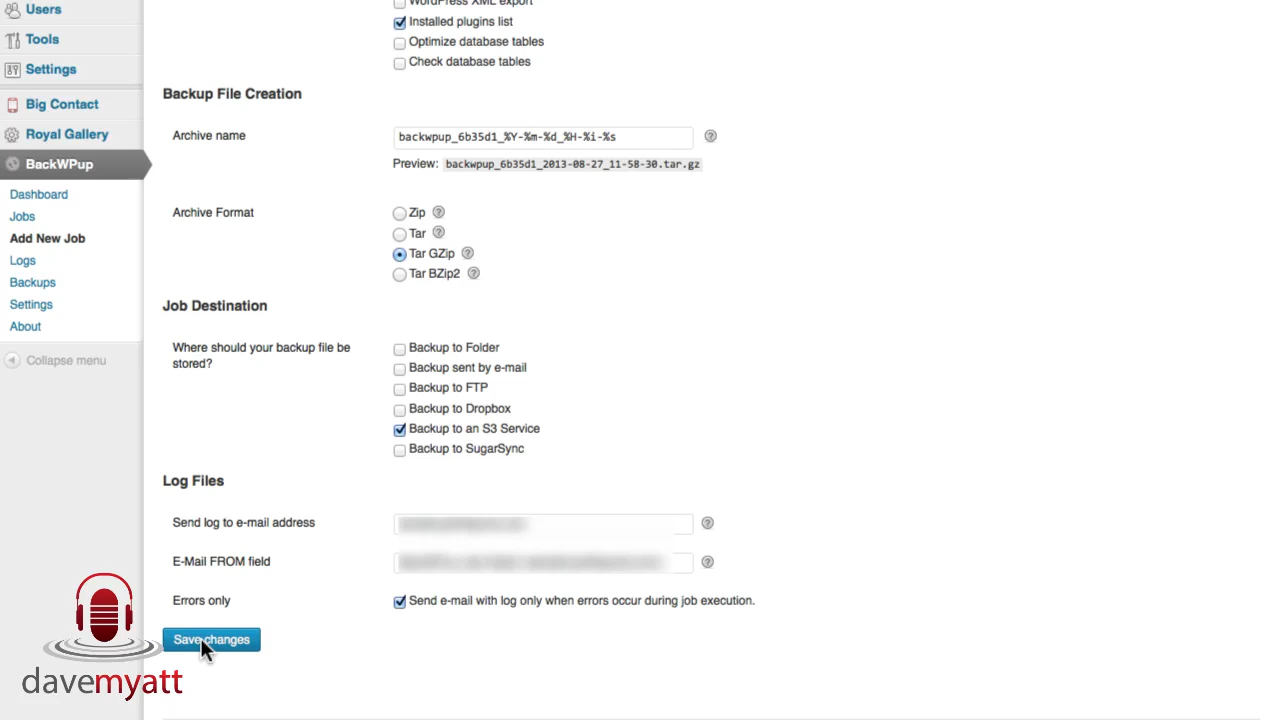 Users
Tools
Settings
Big Contact
Royal Gallery
BackWPup
Dashboard
Jobs
Add New Job
Logs
Backups
Settings
About
Collapse menu
WordPress XML export
Installed plugins list
Optimize database tables
Check database tables
Backup File Creation
Archive name
backwpup_6b35d1_%Y-%m-%d_%H-%i-%s
Preview: backwpup_6b35d1_2013-08-27_11-58-30.tar.gz
Archive Format
Zip
Tar
Tar GZip
Tar BZip2
Job Destination
Where should your backup file be
stored?
Backup to Folder
Backup sent by e-mail
Backup to FTP
Backup to Dropbox
Backup to an S3 Service
Backup to SugarSync
Log Files
Send log to e-mail address
E-Mail FROM field
Errors only
Send e-mail with log only when errors occur during job execution.
Save changes
davemyatt